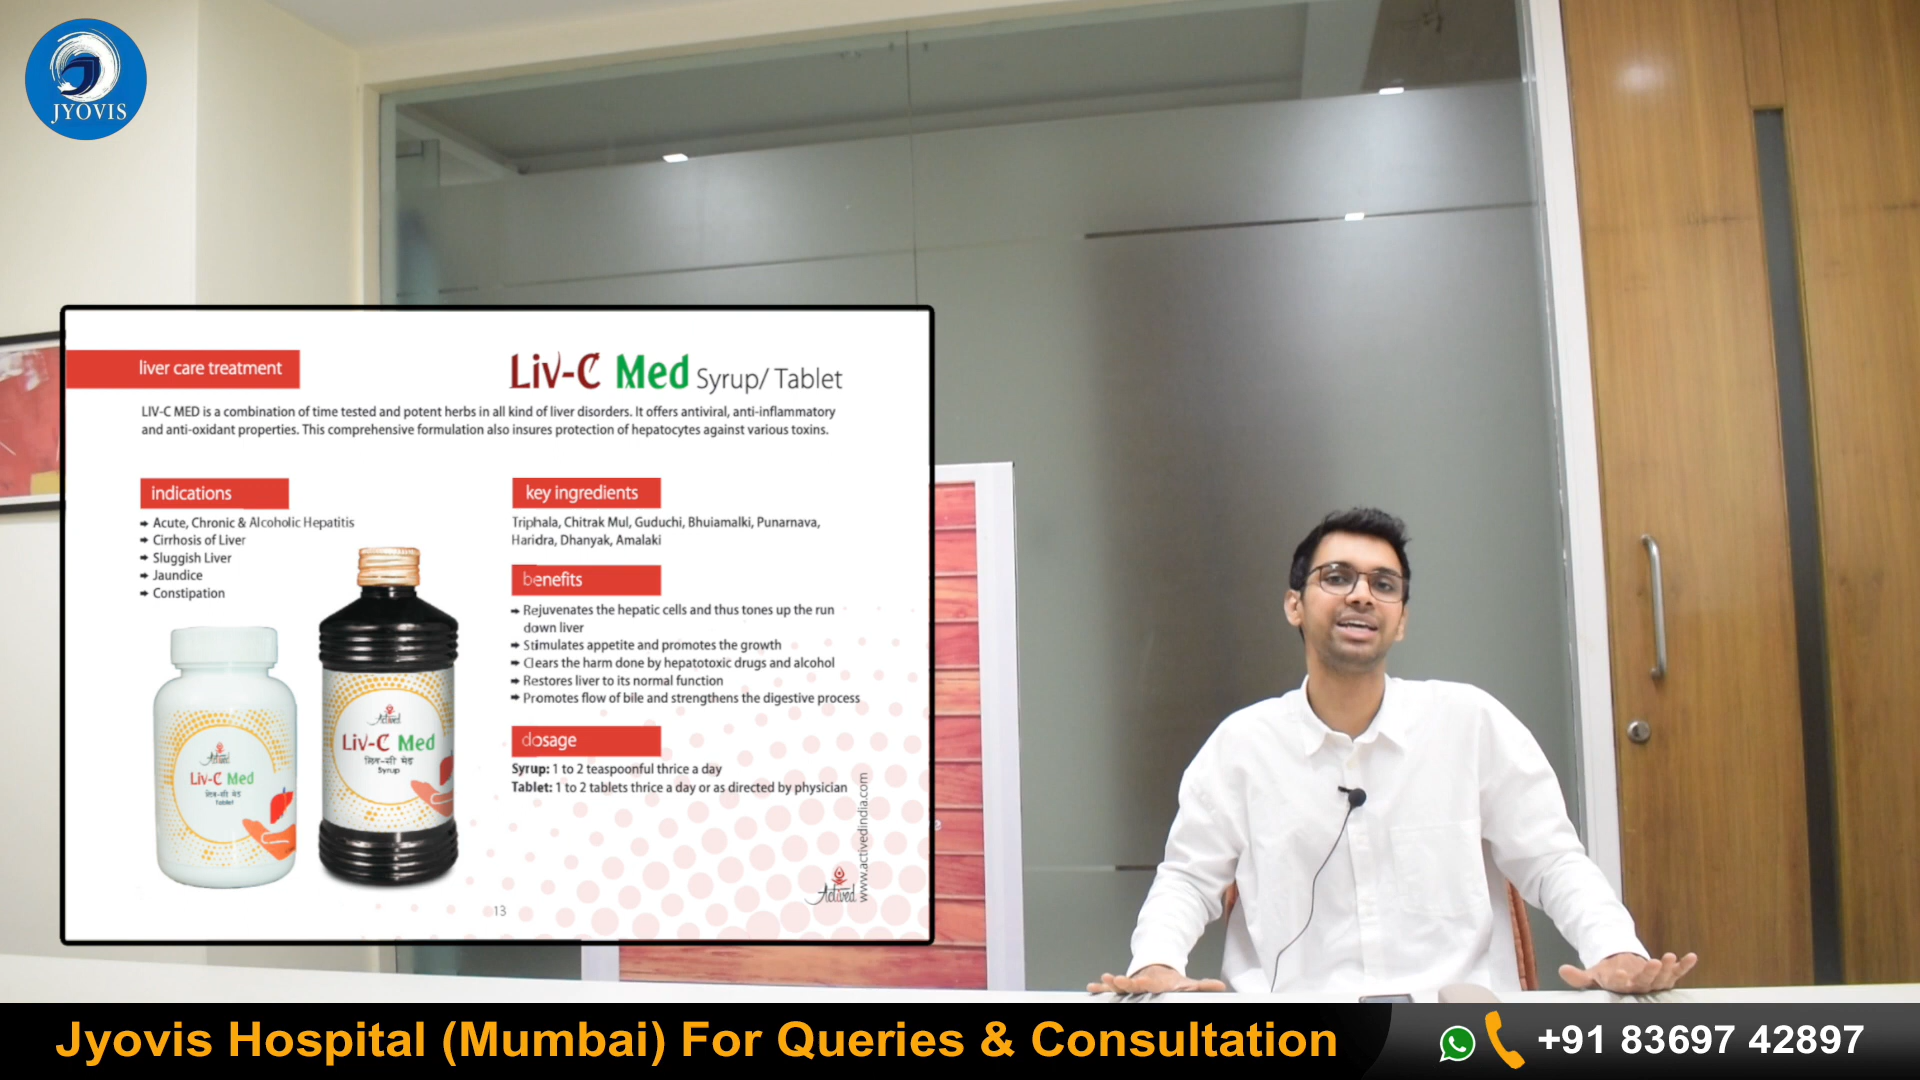 JYOVIS
liver care treatment
Liv-C Med Syrup/ Tablet
LIV-C MED is a combination of time tested and potent herbs in all kind of liver disorders. It offers antiviral, anti-inflammatory
and anti-oxidant properties. This comprehensive formulation also insures protection of hepatocytes against various toxins.
indications
Acute, Chronic & Alcoholic Hepatitis
Cirrhosis of Liver
Sluggish Liver
Jaundice
Constipation
key ingredients
Triphala, Chitrak Mul, Guduchi, Bhuiamalki, Punarnava,
Haridra, Dhanyak, Amalaki
benefits
Rejuvenates the hepatic cells and thus tones up the run
down liver
Stimulates appetite and promotes the growth
Clears the harm done by hepatotoxic drugs and alcohol
Restores liver to its normal function
Promotes flow of bile and strengthens the digestive process
dosage
Syrup: 1 to 2 teaspoonful thrice a day
Tablet: 1 to 2 tablets thrice a day or as directed by physician
Actived
Liv-C Med
लिव-सी मेड
Tablet
Actived
Liv-C Med
लिव-सी मेड
Syrup
Actived
www.activedindia.com
13
Jyovis Hospital (Mumbai) For Queries & Consultation
+91 83697 42897